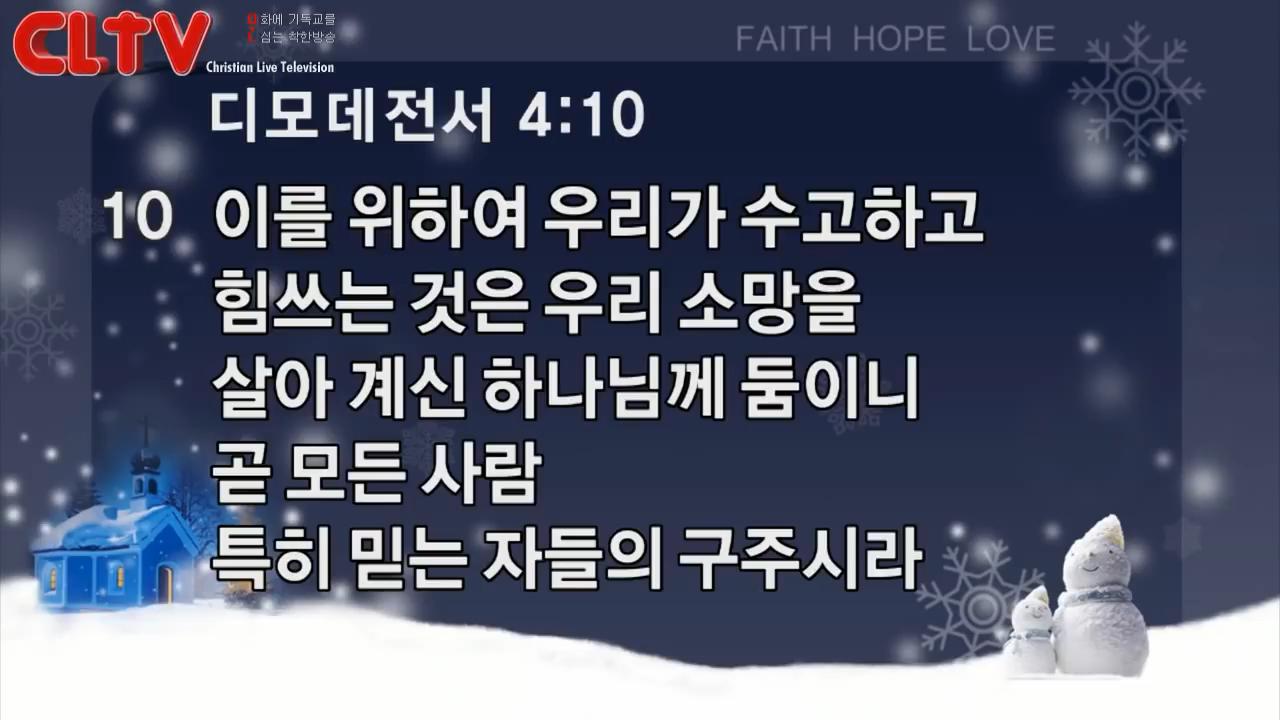 CLTV
문화에 기독교를
심는 착한방송
Christian Live Television
FAITH HOPE LOVE
디모데전서 4:10
10 이를 위하여 우리가 수고하고
힘쓰는 것은 우리 소망을
살아 계신 하나님께 둠이니
곧 모든 사람
특히 믿는 자들의 구주시라